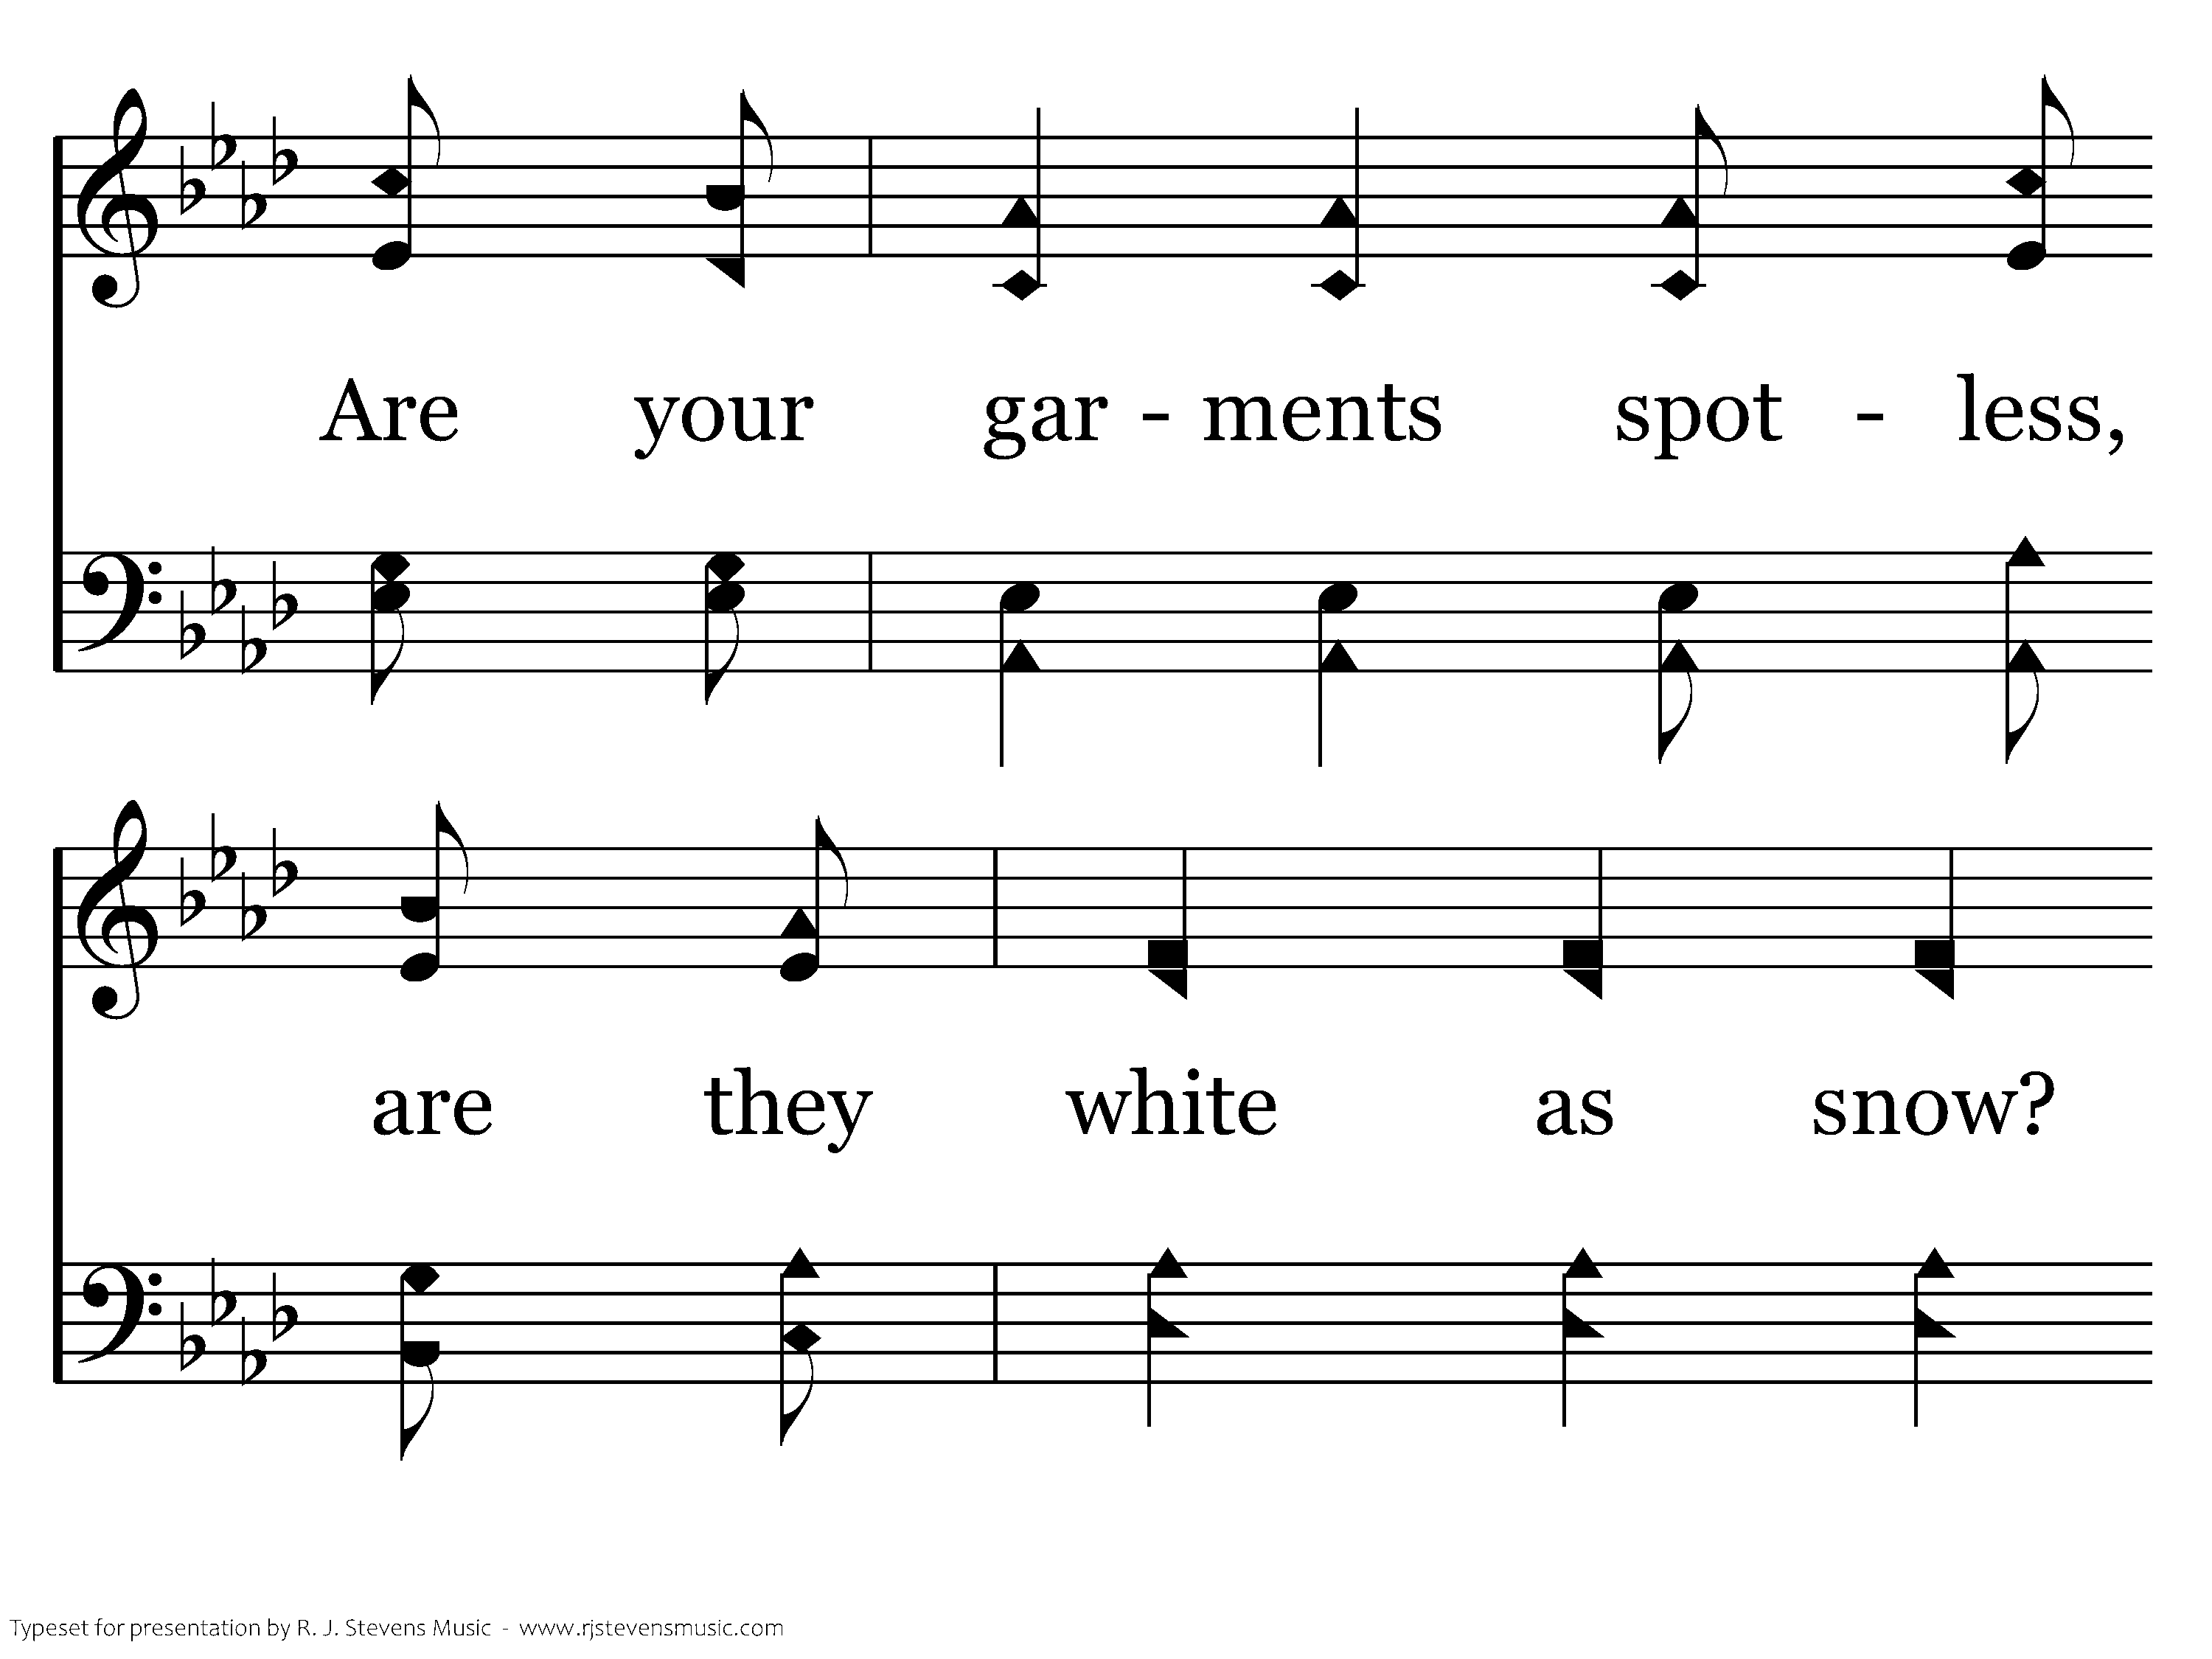 Are your gar - ments spot - less,
are they white as snow?
Typeset for presentation by R. J. Stevens Music - www.rjstevensmusic.com